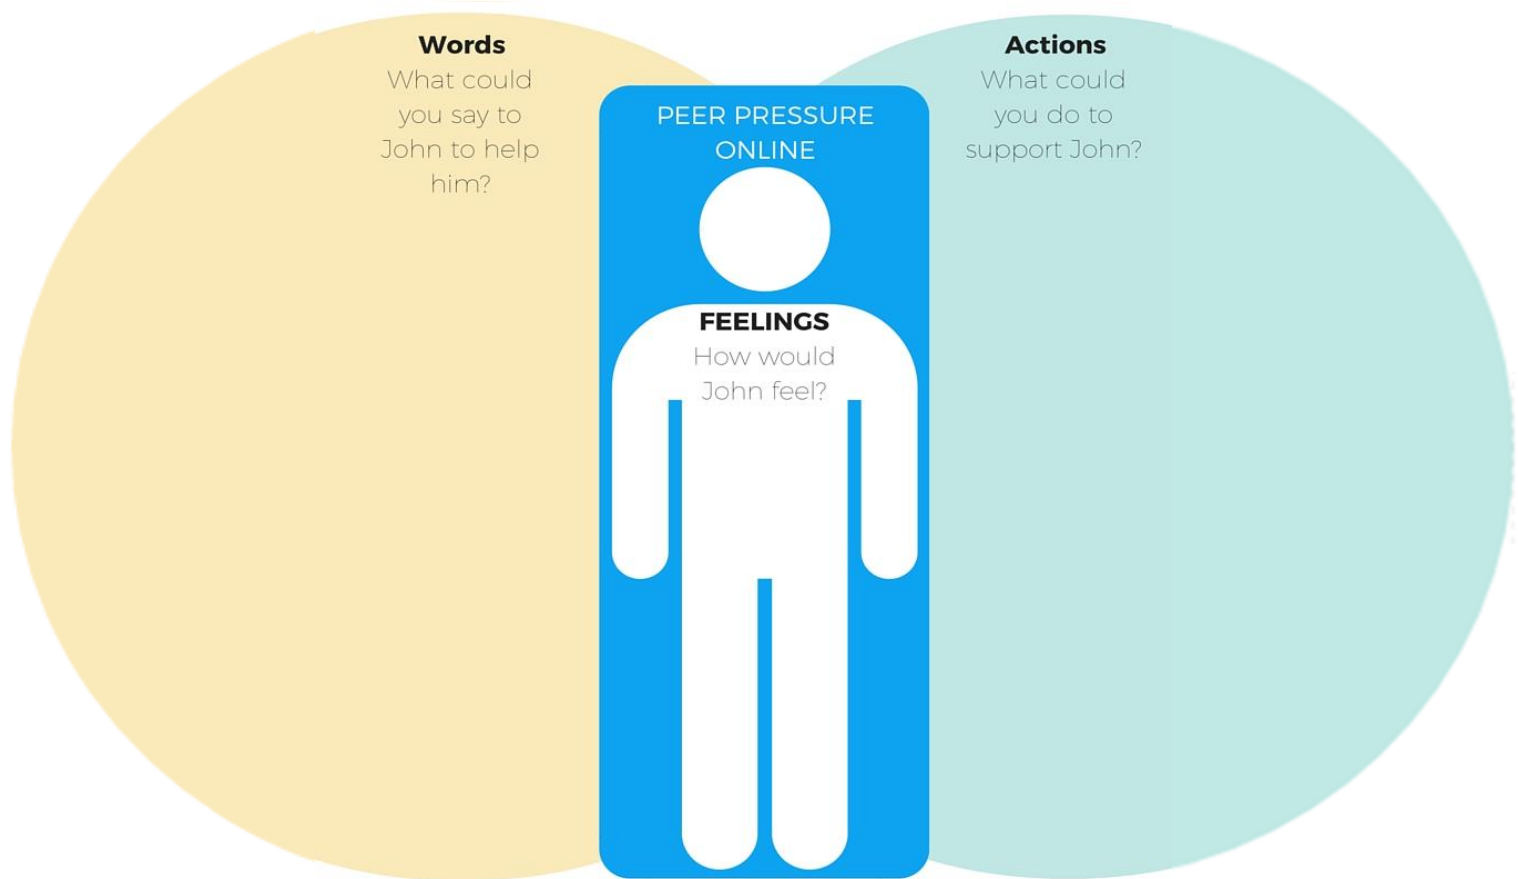 Words
What could
you say to
John to help
him?
PEER PRESSURE
ONLINE
FEELINGS
How would
John feel?
Actions
What could
you do to
support John?